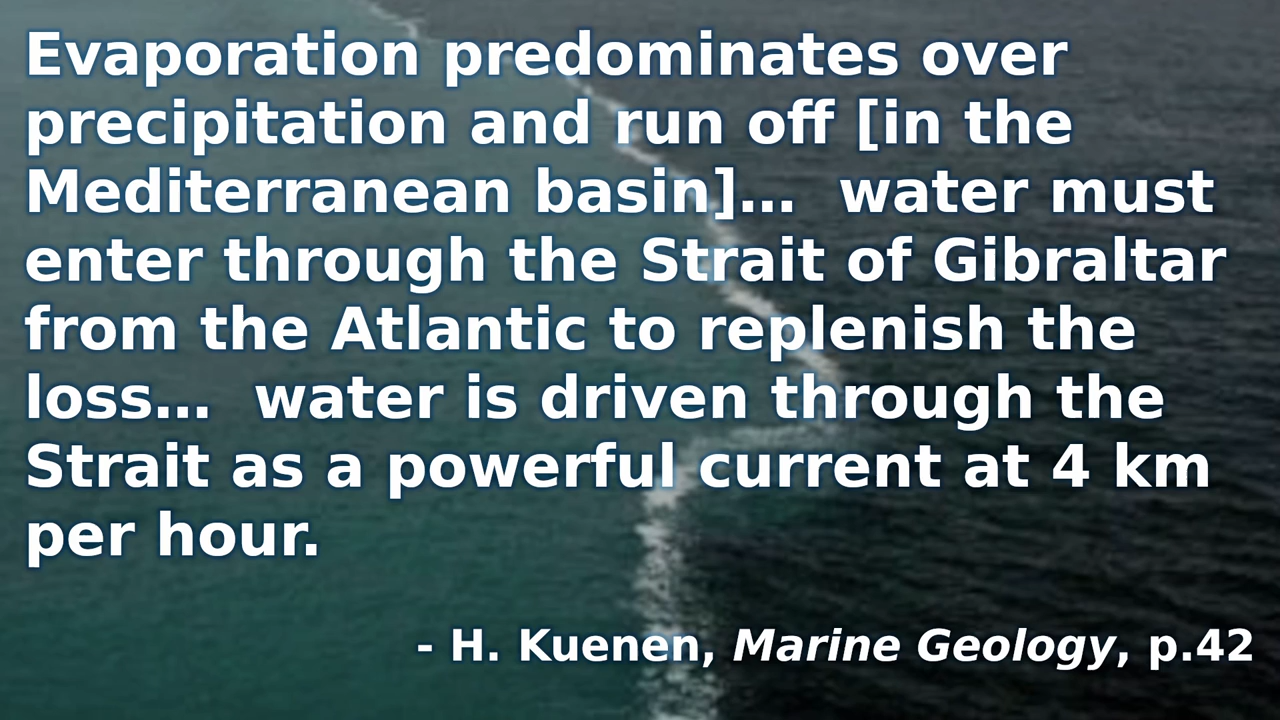 Evaporation predominates over
precipitation and run off [in the
Mediterranean basin]…  water must
enter through the Strait of Gibraltar
from the Atlantic to replenish the
loss…  water is driven through the
Strait as a powerful current at 4 km
per hour.
- H. Kuenen, Marine Geology, p.42